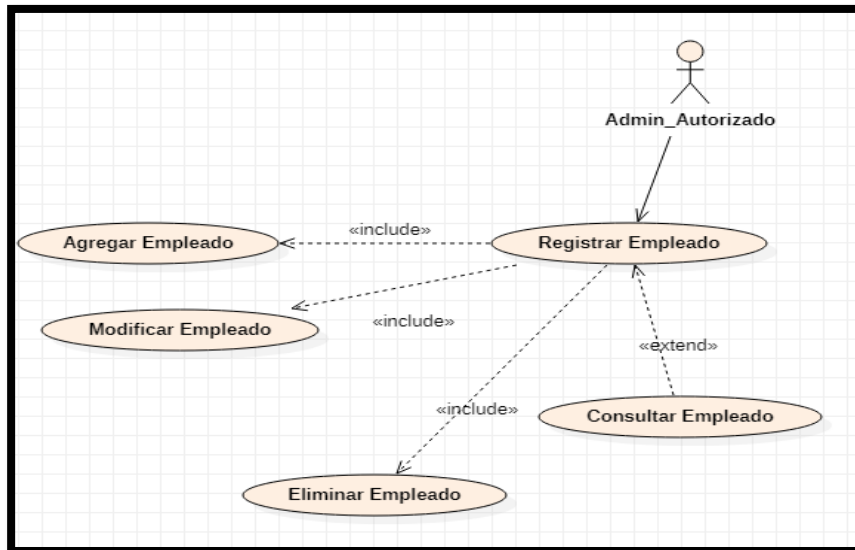 Admin_Autorizado
«include»
Agregar Empleado
Registrar Empleado
Modificar Empleado
«include»
«extend»
«include»
Consultar Empleado
Eliminar Empleado